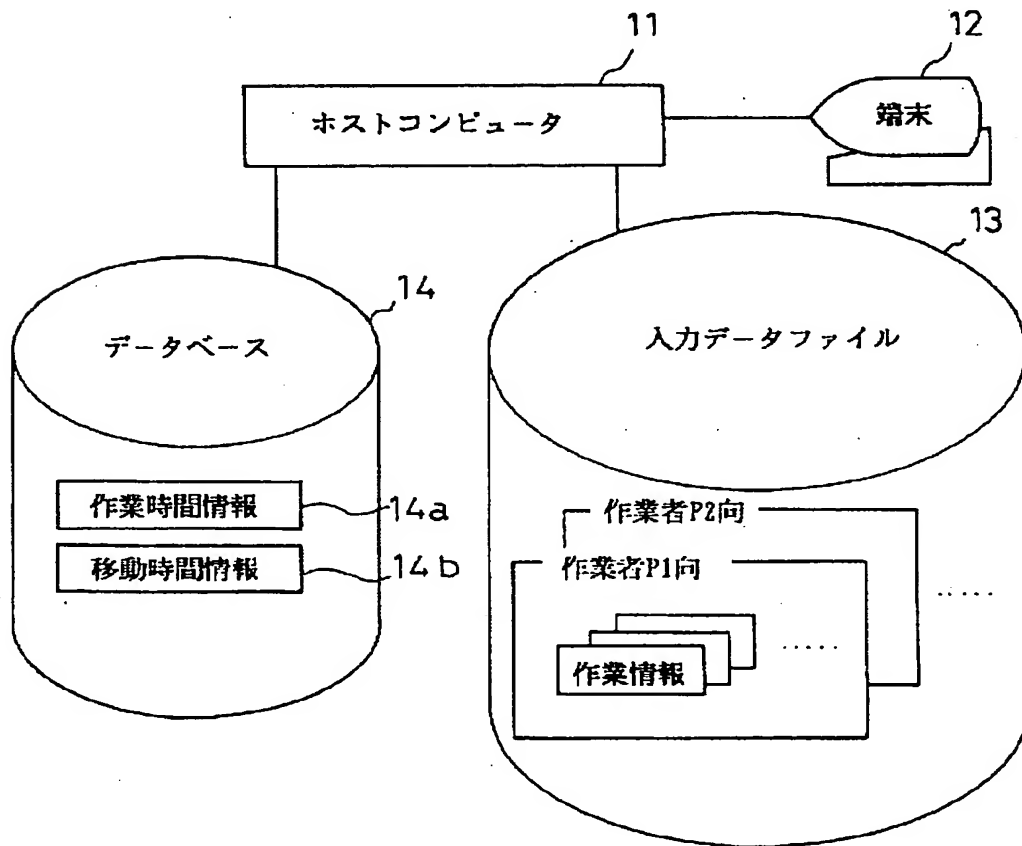 11
12
ホストコンピュータ
端末
13
14
データベース
入力データファイル
作業時間情報
14a
移動時間情報
14b
作業者P2向
作業者P1向
.....
.....
作業情報